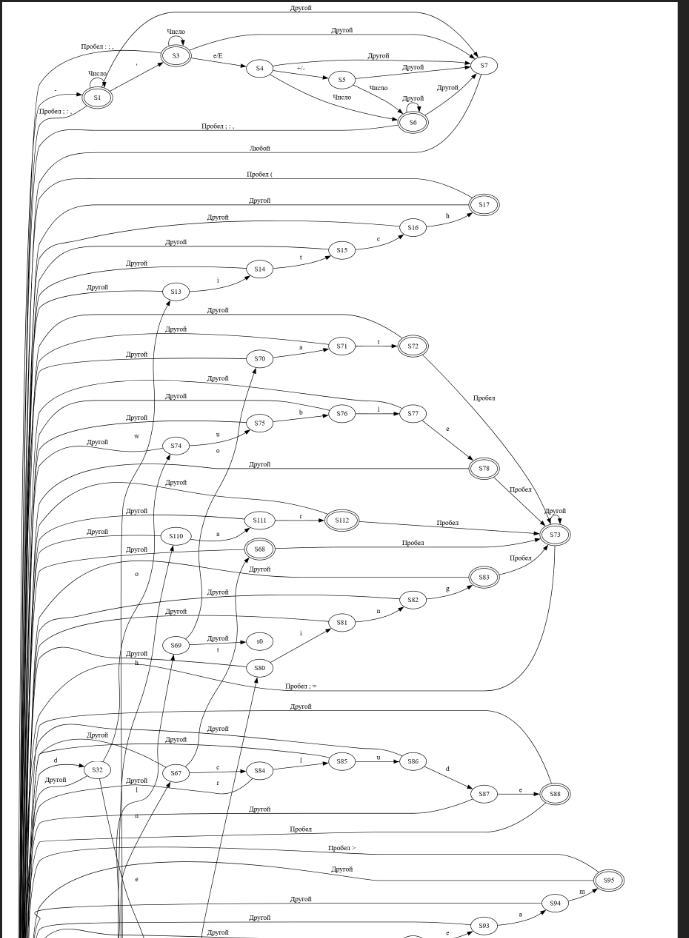 Другой
Число
Другой
S3
Пробел ; : ,
e/E
Другой
S4
+/-
S7
Другой
Число
S5
Другой
-
S1
Число
Число
Другой
Пробел ; : ,
S6
Пробел ; : ,
Любой
Пробел (
Другой
S17
h
Другой
S16
c
Другой
S15
t
Другой
S14
i
Другой
S13
Другой
Другой
S71
t
S72
a
Другой
S70
Другой
Пробел
Другой
b
S76
l
S77
Другой
S75
e
w
u
Другой
S74
o
Другой
S78
Другой
Пробел
Другой
S111
r
S112
Пробел
Другой
S110
n
S73
Другой
Пробел
Другой
S68
Пробел
Другой
S83
o
g
Другой
S82
n
Другой
S81
Другой
s0
i
S69
t
Другой
S80
h
Пробел ; =
Другой
Другой
Другой
Другой
d
S85
u
S86
S32
S67
c
S84
l
d
Другой
Другой
r
l
S87
e
S88
Другой
n
Пробел
Пробел >
Другой
e
S95
m
Другой
S94
a
Другой
S93
Другой
e